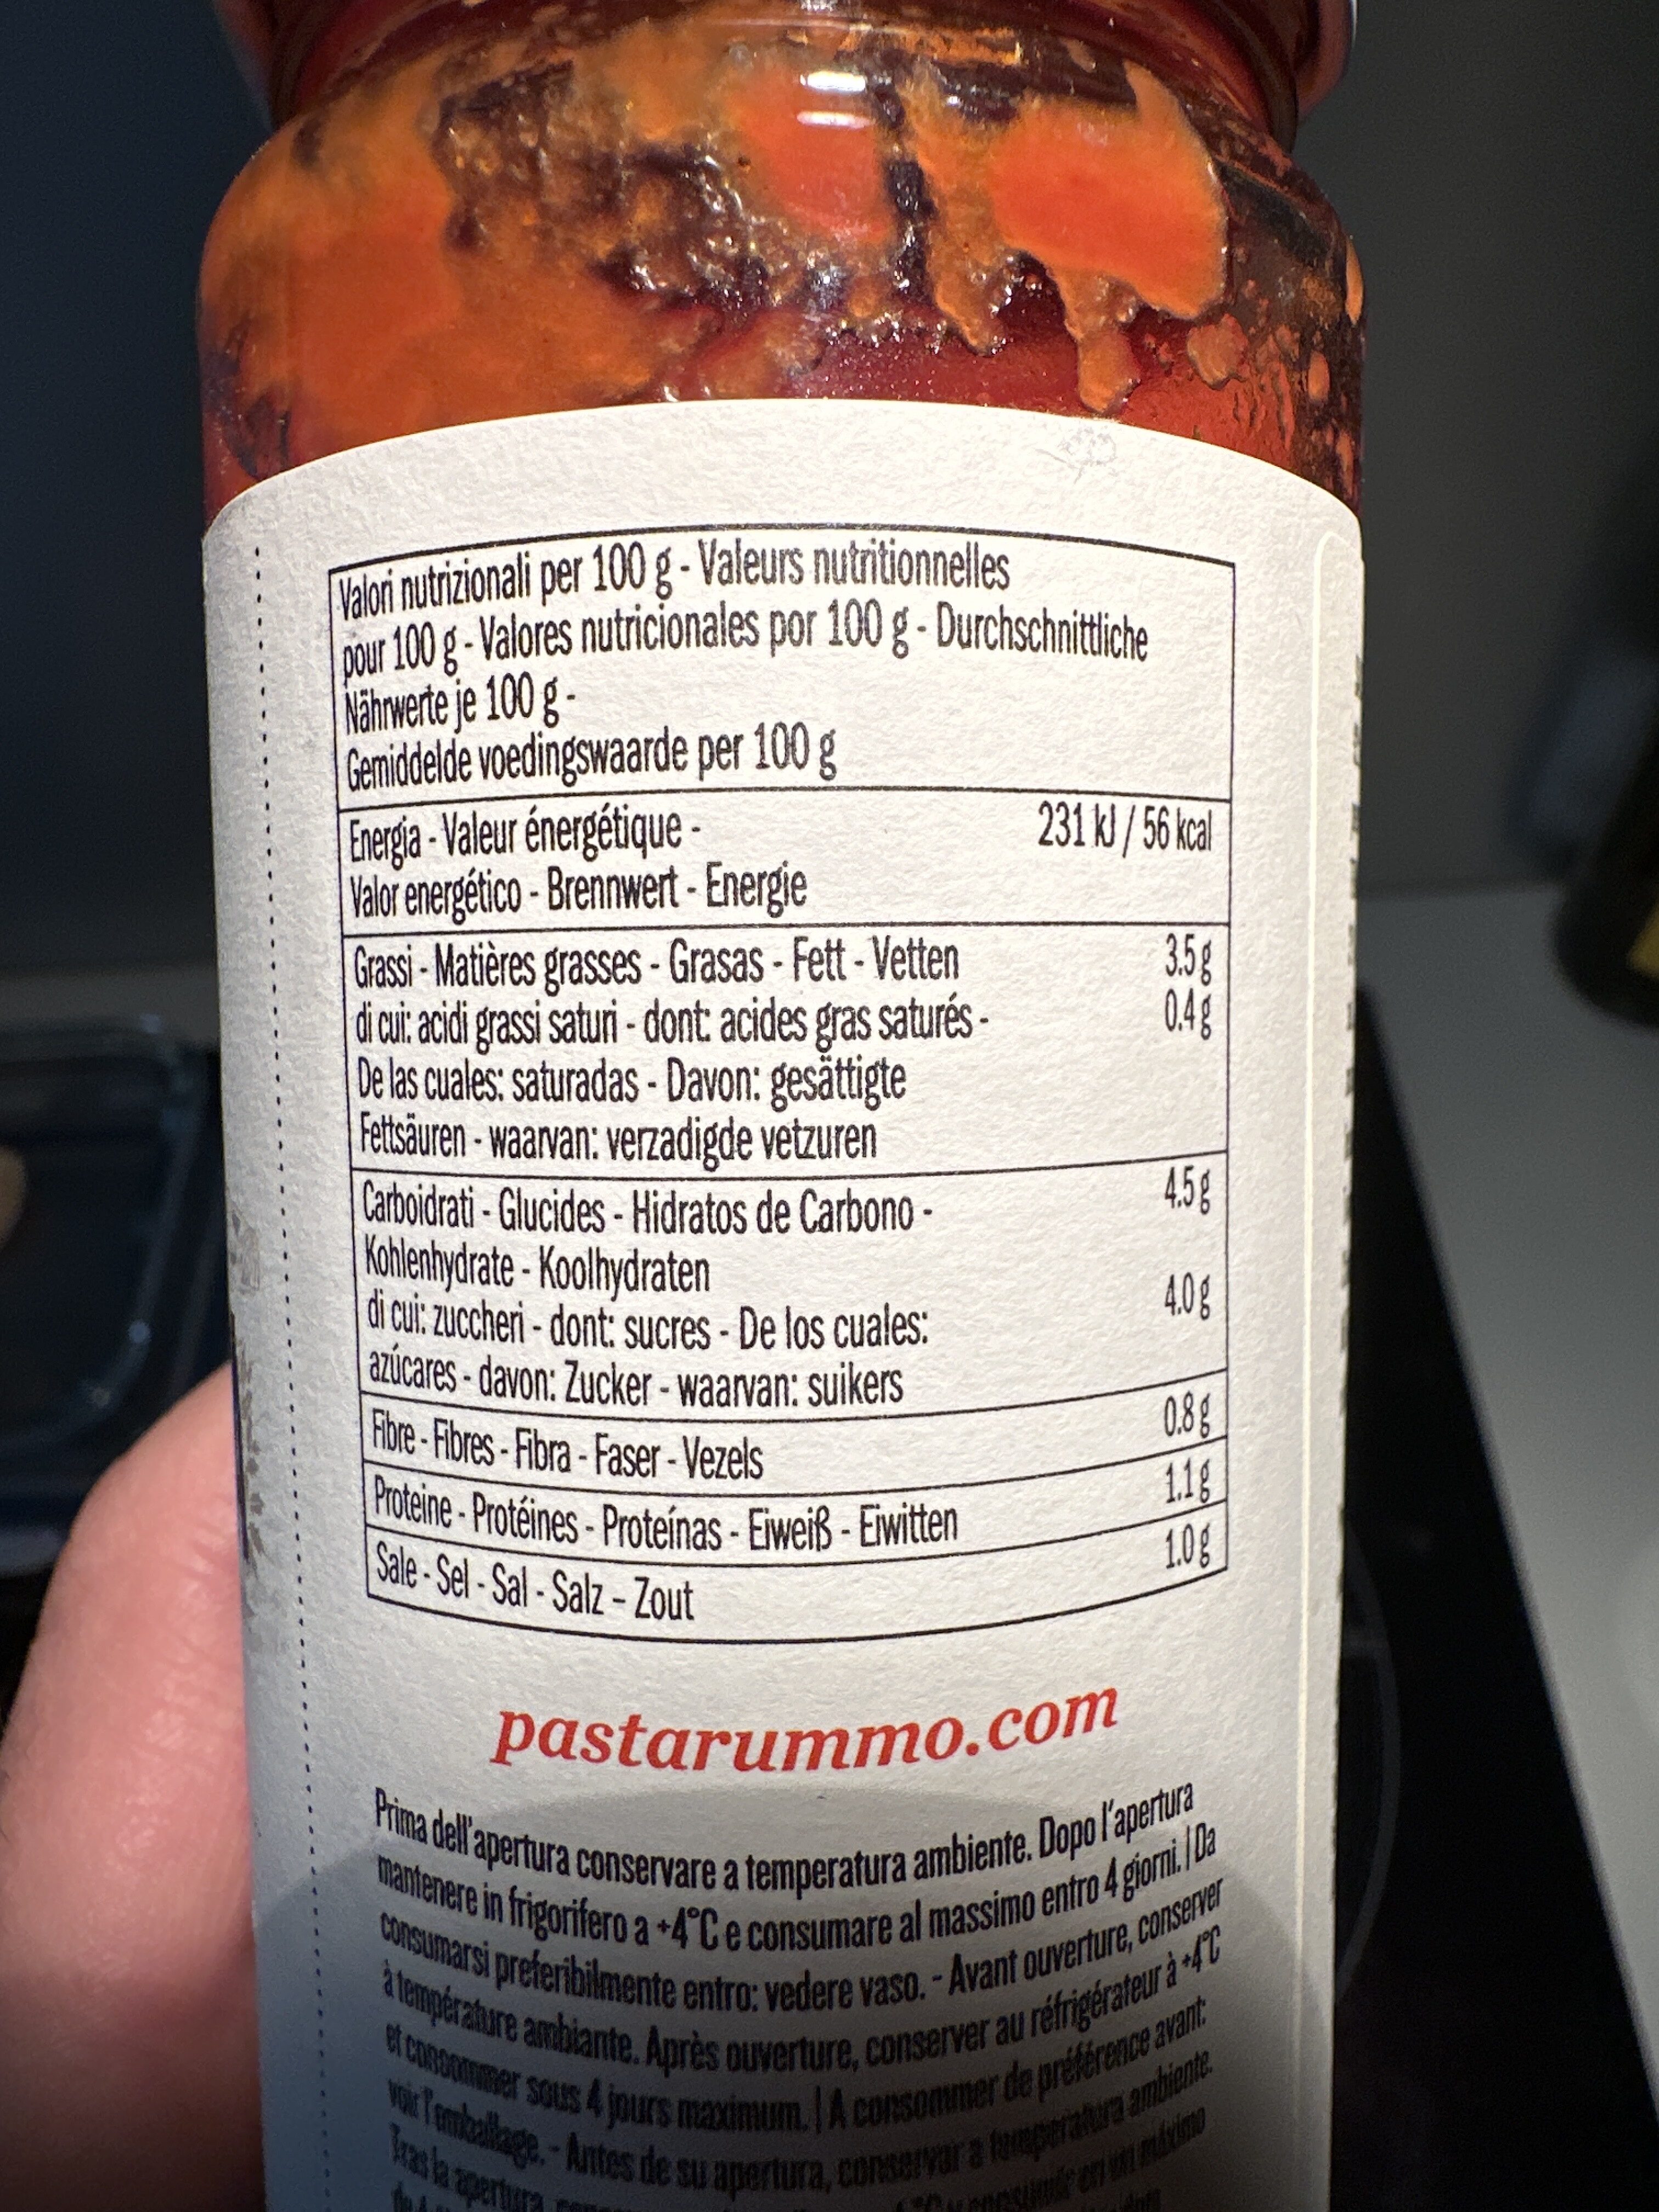 Valori nutrizionali per 100 g - Valeurs nutritionnelles
pour 100 g - Valores nutricionales por 100 g - Durchschnittliche
Nährwerte je 100 g -
Gemiddelde voedingswaarde per 100 g
Energia - Valeur énergétique - 231 kJ / 56 kcal
Valor energético - Brennwert - Energie
Grassi - Matières grasses - Grasas - Fett - Vetten 3.5 g
di cui: acidi grassi saturi - dont: acides gras saturés - 0.4 g
De las cuales: saturadas - Davon: gesättigte
Fettsäuren - waarvan: verzadigde vetzuren
Carboidrati - Glucides - Hidratos de Carbono - 4.5 g
Kohlenhydrate - Koolhydraten
di cui: zuccheri - dont: sucres - De los cuales: 4.0 g
azúcares - davon: Zucker - waarvan: suikers
Fibre - Fibres - Fibra - Faser - Vezels 0.8 g
Proteine - Protéines - Proteínas - Eiweiß - Eiwitten 1.1 g
Sale - Sel - Sal - Salz - Zout 1.0 g
pastarummo.com
Prima dell'apertura conservare a temperatura ambiente. Dopo l'apertura
mantenere in frigorifero a +4°C e consumare al massimo entro 4 giorni. | Da
consumarsi preferibilmente entro: vedere vaso. - Avant ouverture, conserver
à température ambiante. Après ouverture, conserver au réfrigérateur à +4°C
et consommer sous 4 jours maximum. | A consommer de préférence avant:
voir l'emballage. - Antes de su apertura, conservar a temperatura ambiente.
Tras la apertura, en un máximo